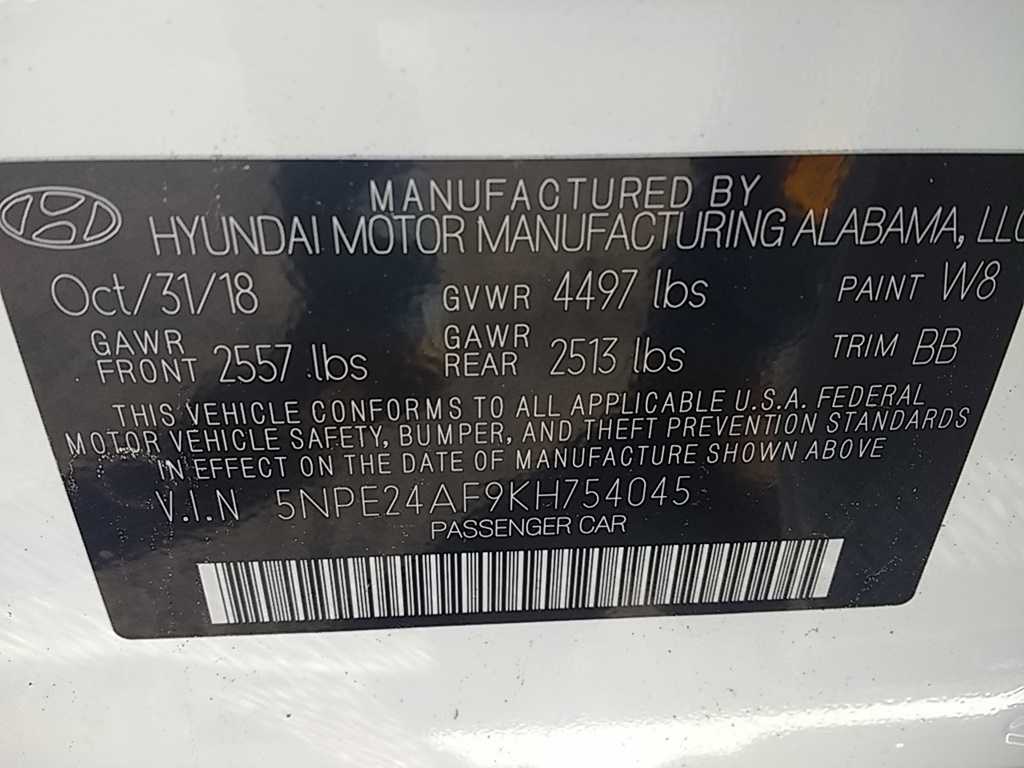 MANUFACTURED BY
HYUNDAI MOTOR MANUFACTURING ALABAMA, LLC
Oct/31/18 GVWR 4497 lbs PAINT W8
GAWR FRONT 2557 lbs GAWR REAR 2513 lbs TRIM BB
THIS VEHICLE CONFORMS TO ALL APPLICABLE U.S.A. FEDERAL
MOTOR VEHICLE SAFETY, BUMPER, AND THEFT PREVENTION STANDARDS
IN EFFECT ON THE DATE OF MANUFACTURE SHOWN ABOVE
V.I.N 5NPE24AF9KH754045
PASSENGER CAR